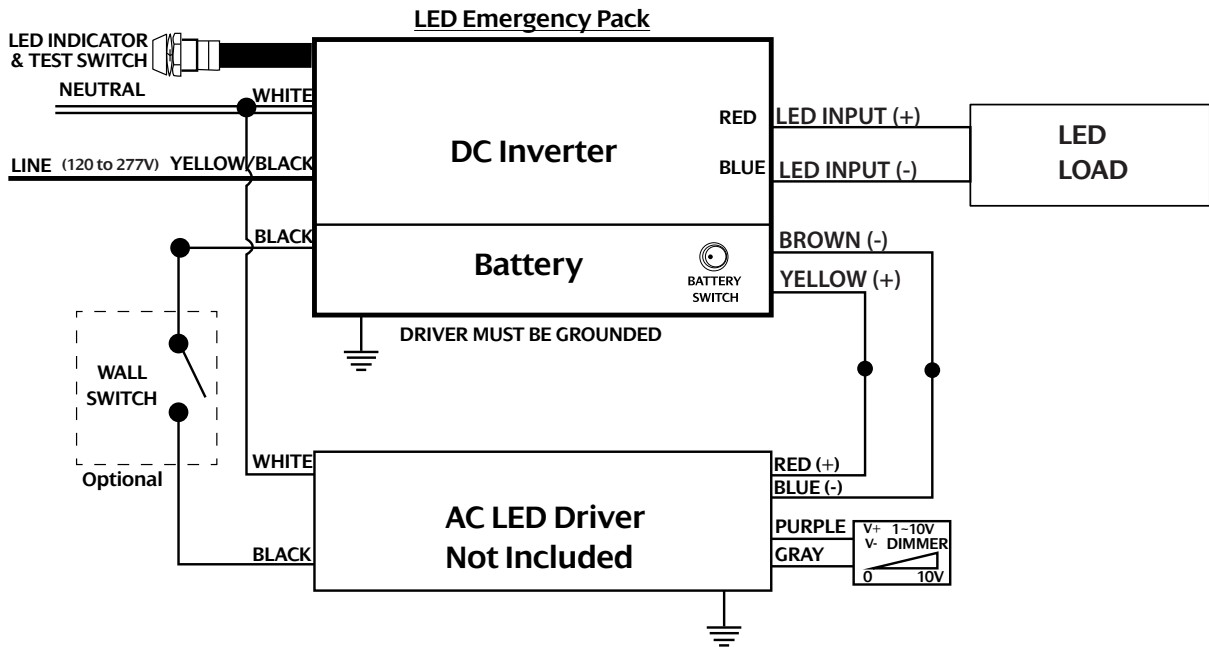 LED Emergency Pack
LED INDICATOR
& TEST SWITCH
NEUTRAL
WHITE
LINE (120 to 277V) YELLOW/BLACK
BLACK
DC Inverter
RED
BLUE
LED INPUT (+)
LED INPUT (-)
LED
LOAD
Battery
BATTERY
SWITCH
BROWN (-)
YELLOW (+)
DRIVER MUST BE GROUNDED
WALL
SWITCH
Optional
WHITE
BLACK
AC LED Driver
Not Included
RED (+)
BLUE (-)
PURPLE
GRAY
V+ 1~10V
V- DIMMER
0 10V